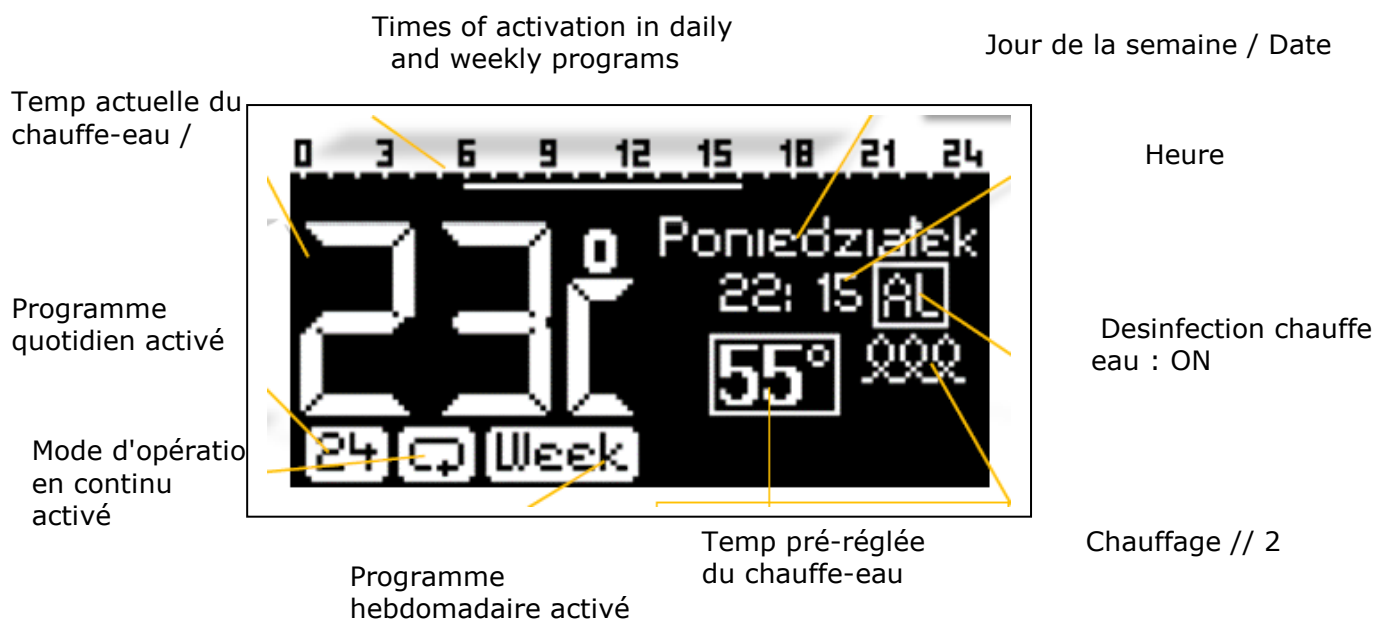 Times of activation in daily
and weekly programs
Jour de la semaine / Date
Temp actuelle du
chauffe-eau /
0 3 6 9 12 15 18 21 24
Heure
23°C
Poniedziałek
22: 15 AL
Programme
quotidien activé
Desinfection chauffe
eau : ON
55°
24 Week
Mode d'opératio
en continu
activé
Temp pré-réglée
du chauffe-eau
Chauffage // 2
Programme
hebdomadaire activé